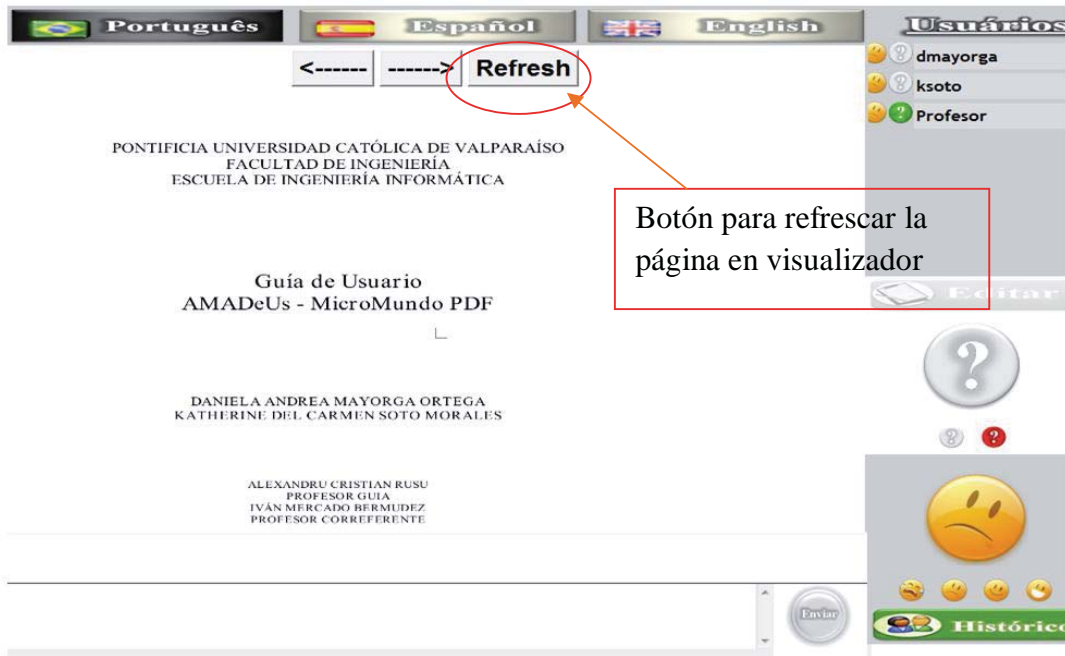 Português
Español
English
Usuários
<------
------>
Refresh
dmayorga
ksoto
Profesor
PONTIFICIA UNIVERSIDAD CATÓLICA DE VALPARAÍSO
FACULTAD DE INGENIERÍA
ESCUELA DE INGENIERÍA INFORMÁTICA
Botón para refrescar la
página en visualizador
Guía de Usuario
AMADeUs - MicroMundo PDF
Editar
DANIELA ANDREA MAYORGA ORTEGA
KATHERINE DEL CARMEN SOTO MORALES
ALEXANDRU CRISTIAN RUSU
PROFESOR GUIA
IVÁN MERCADO BERMUDEZ
PROFESOR CORREFERENTE
Enviar
Histórico